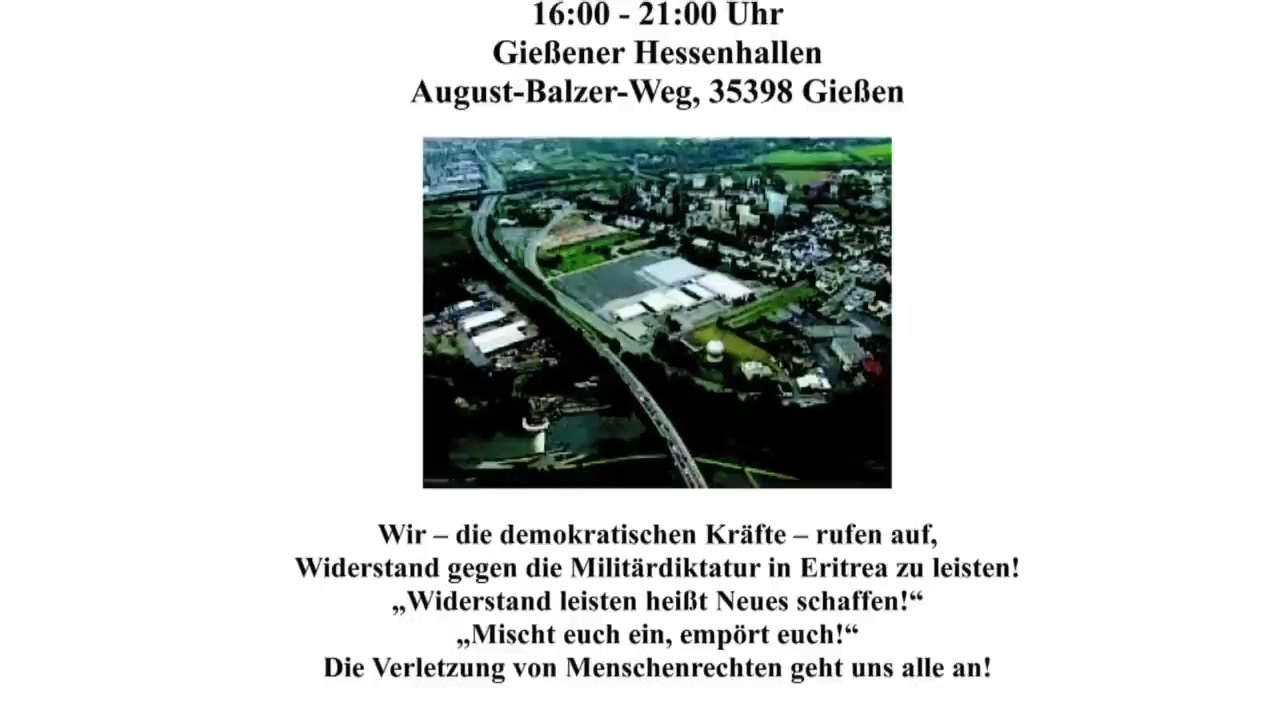 16:00 - 21:00 Uhr
Gießener Hessenhallen
August-Balzer-Weg, 35398 Gießen
Wir – die demokratischen Kräfte – rufen auf,
Widerstand gegen die Militärdiktatur in Eritrea zu leisten!
„Widerstand leisten heißt Neues schaffen!“
„Mischt euch ein, empört euch!“
Die Verletzung von Menschenrechten geht uns alle an!